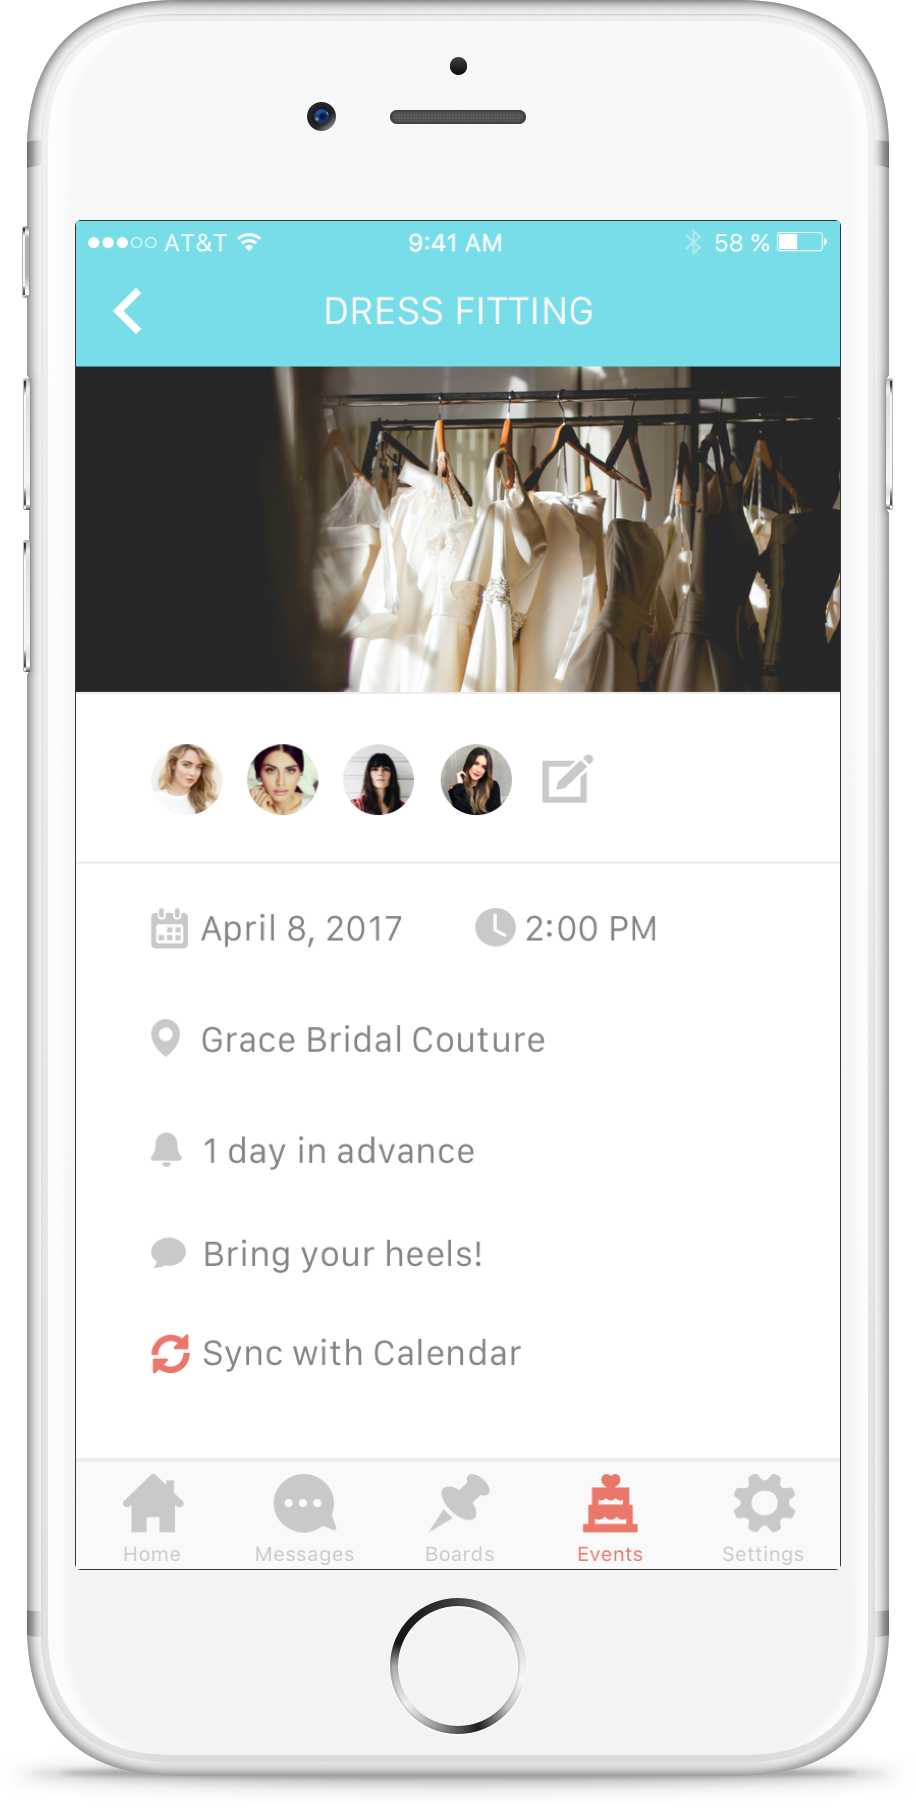 AT&T 9:41 AM 58 %
DRESS FITTING
April 8, 2017 2:00 PM
Grace Bridal Couture
1 day in advance
Bring your heels!
Sync with Calendar
Home Messages Boards Events Settings